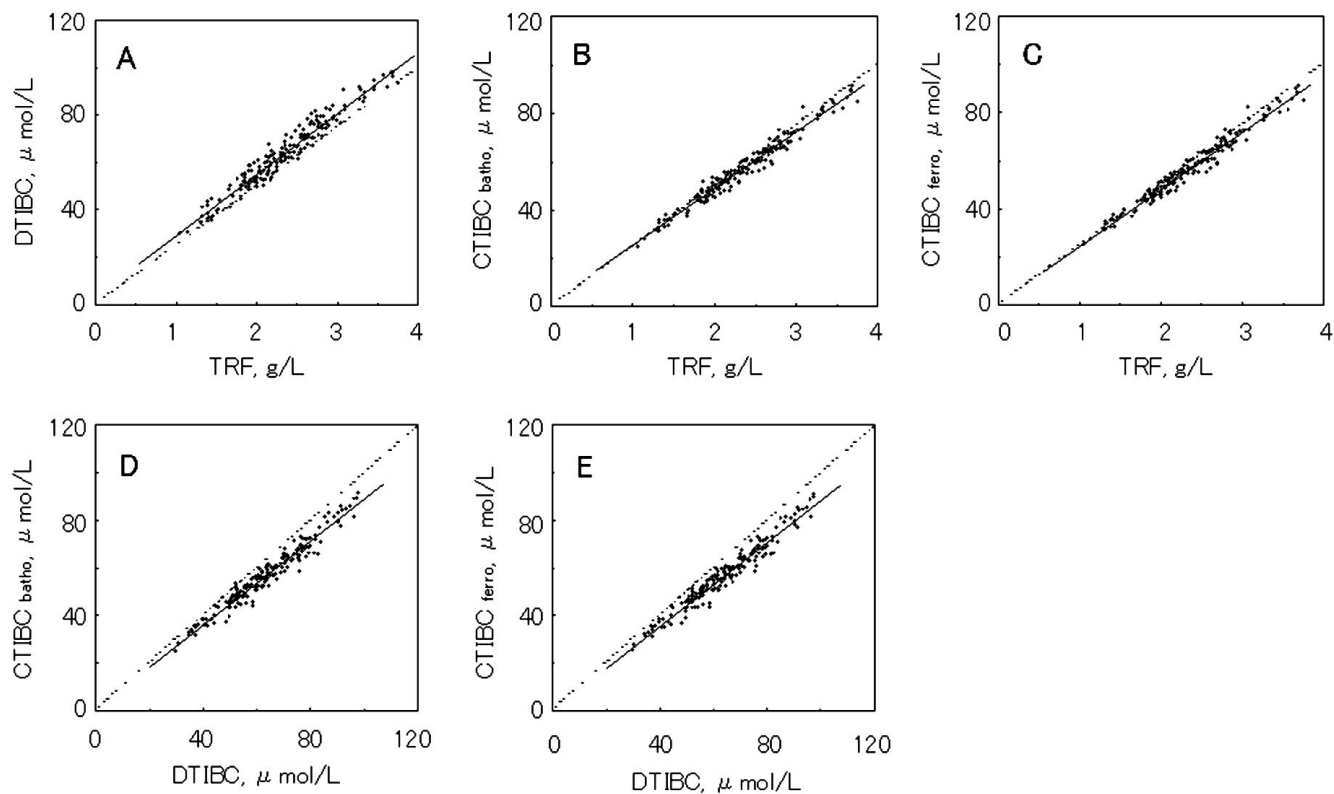 A
DTIBC, μ mol/L
120
80
40
0
0 1 2 3 4
TRF, g/L
B
CTIBC batho, μ mol/L
120
80
40
0
0 1 2 3 4
TRF, g/L
C
CTIBC ferro, μ mol/L
120
80
40
0
0 1 2 3 4
TRF, g/L
D
CTIBC batho, μ mol/L
120
80
40
0
0 40 80 120
DTIBC, μ mol/L
E
CTIBC ferro, μ mol/L
120
80
40
0
0 40 80 120
DTIBC, μ mol/L